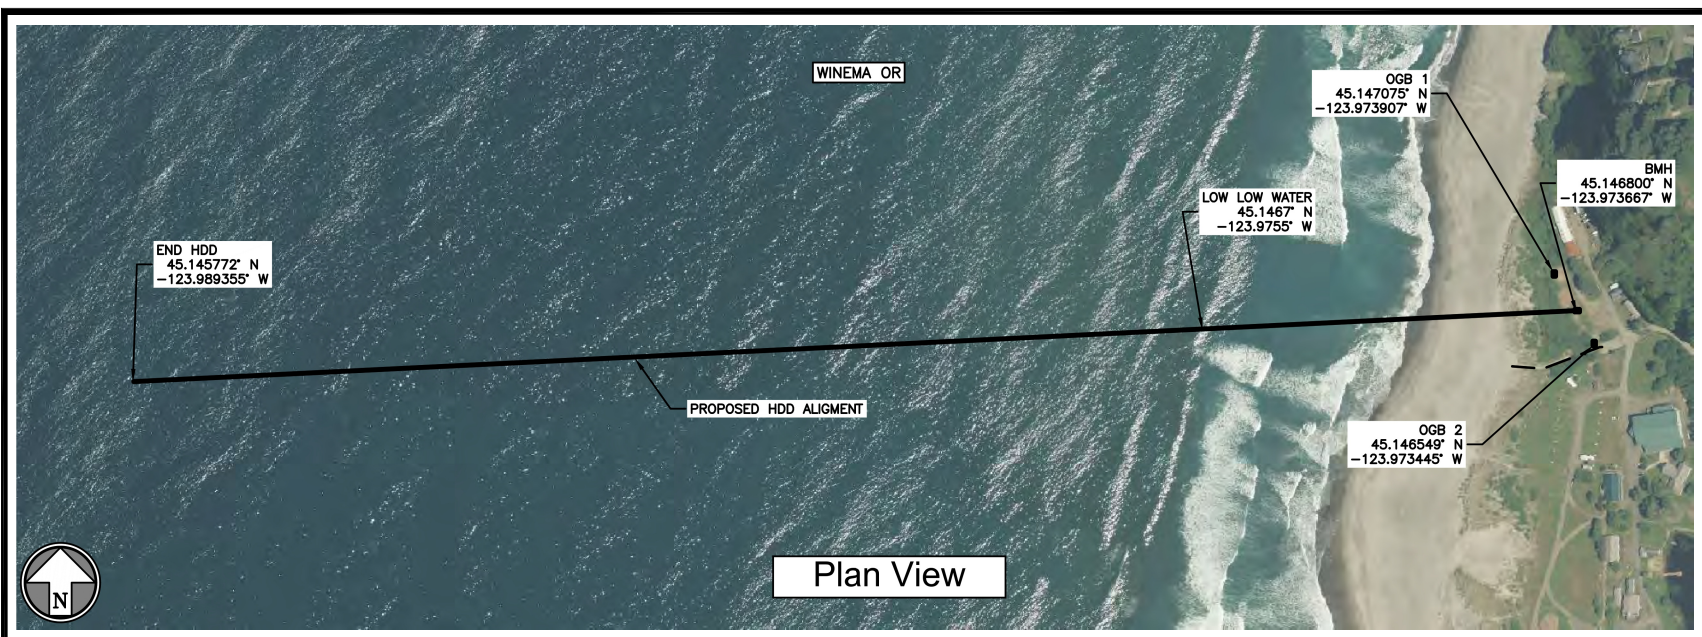 WINEMA OR
OGB 1
45.147075° N
-123.973907° W
BMH
45.146800° N
-123.973667° W
LOW LOW WATER
45.1467° N
-123.9755° W
END HDD
45.145772° N
-123.989355° W
PROPOSED HDD ALIGMENT
OGB 2
45.146549° N
-123.973445° W
Plan View
N